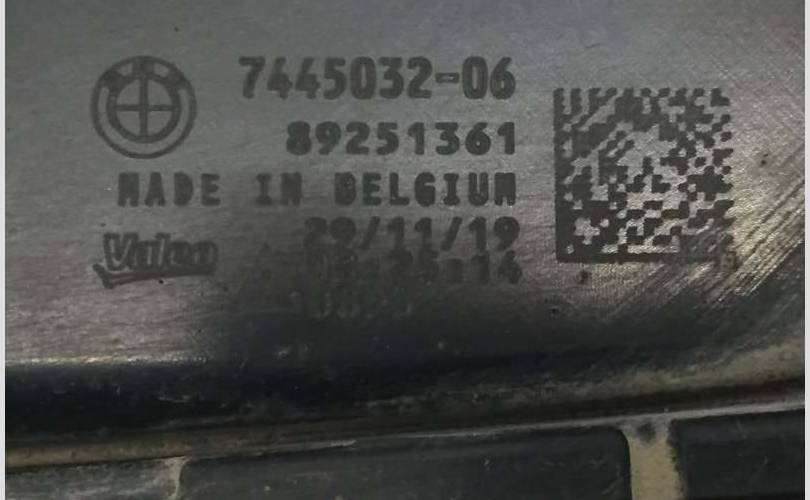 7445032-06
89251361
MADE IN BELGIUM
Valeo
29/11/19